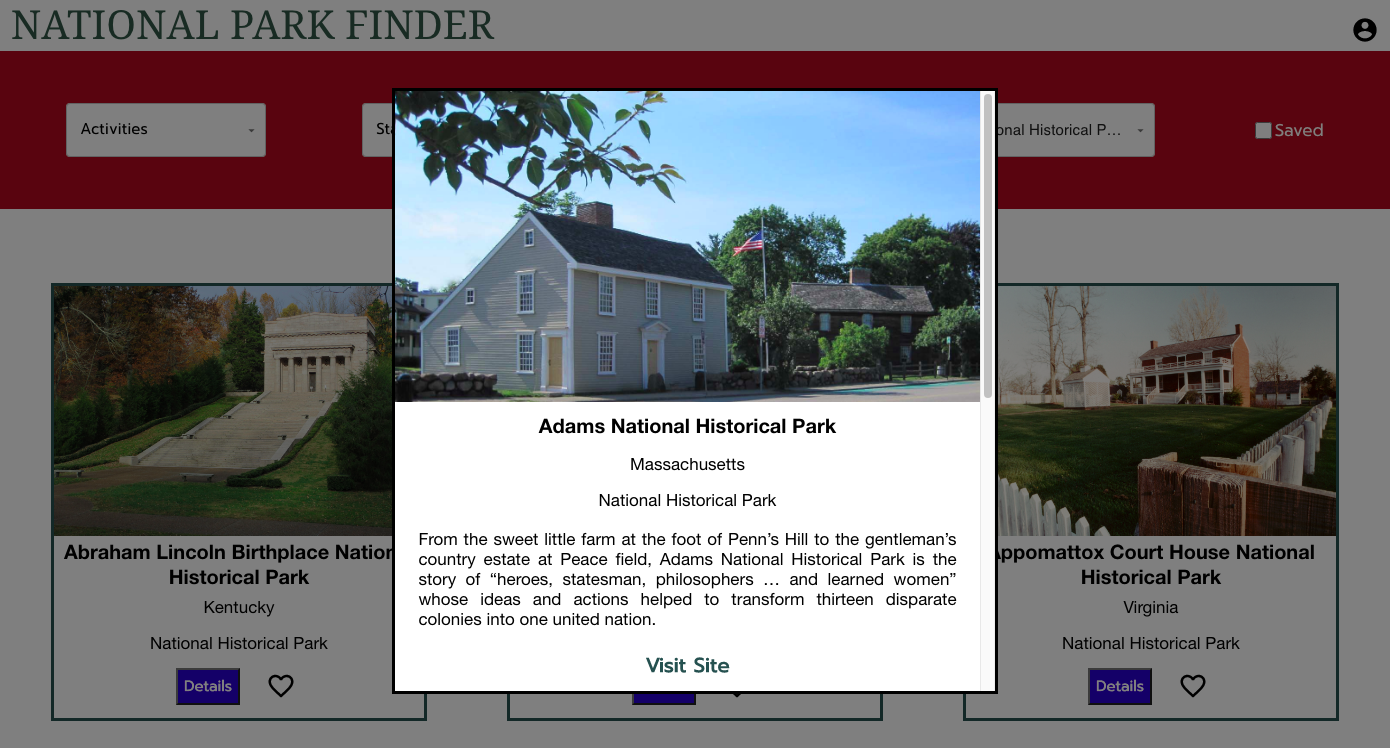 NATIONAL PARK FINDER
Activities
Sta
onal Historical P...
Saved
Adams National Historical Park
Massachusetts
National Historical Park
From the sweet little farm at the foot of Penn’s Hill to the gentleman’s
country estate at Peace field, Adams National Historical Park is the
story of “heroes, statesman, philosophers … and learned women”
whose ideas and actions helped to transform thirteen disparate
colonies into one united nation.
Visit Site
Abraham Lincoln Birthplace Nation
Historical Park
Kentucky
National Historical Park
Details
Appomattox Court House National
Historical Park
Virginia
National Historical Park
Details